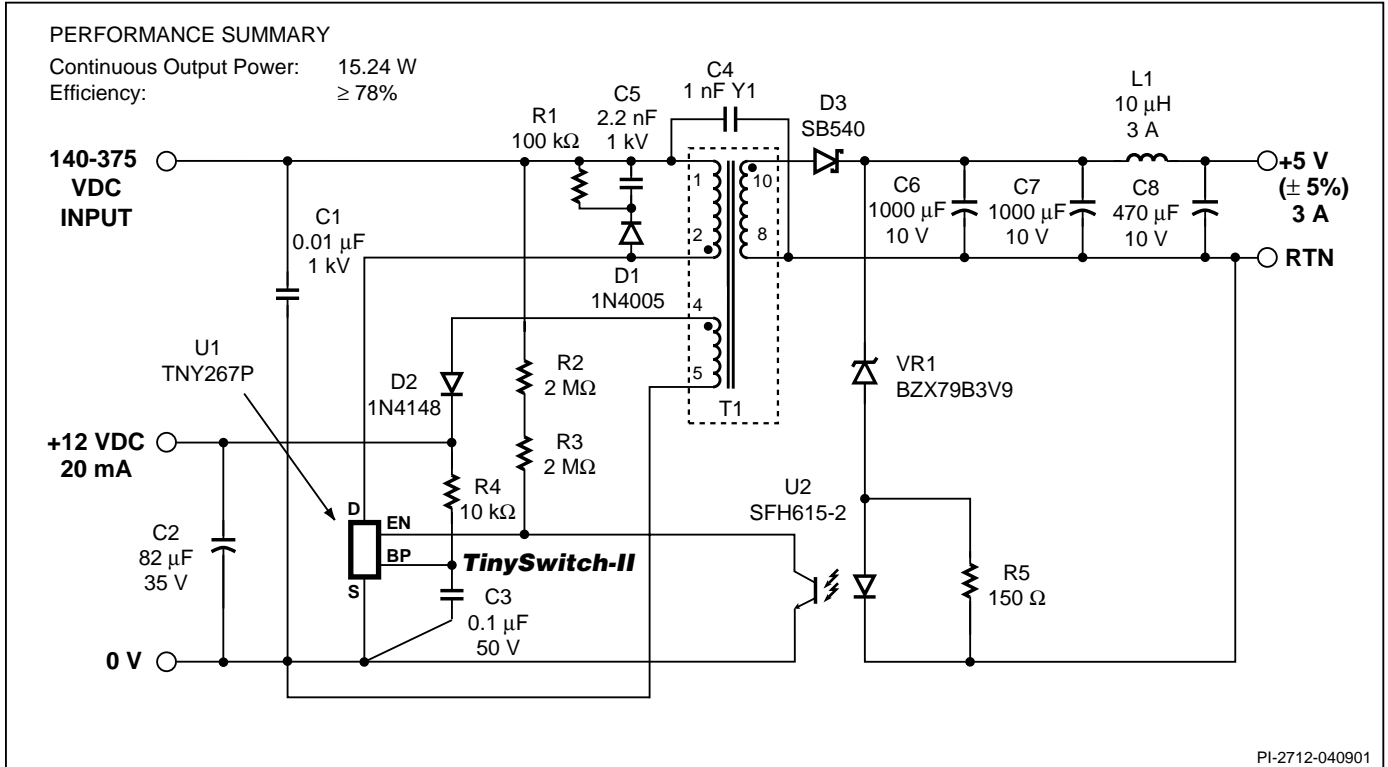 PERFORMANCE SUMMARY
Continuous Output Power: 15.24 W
Efficiency: ≥ 78%
C4
1 nF Y1
C5
2.2 nF
1 kV
R1
100 kΩ
D3
SB540
L1
10 µH
3 A
140-375
VDC
INPUT
+5 V
(± 5%)
3 A
RTN
1
2
10
8
C6
1000 µF
10 V
C7
1000 µF
10 V
C8
470 µF
10 V
C1
0.01 µF
1 kV
D1
1N4005
4
5
T1
U1
TNY267P
D2
1N4148
R2
2 MΩ
R3
2 MΩ
VR1
BZX79B3V9
+12 VDC
20 mA
R4
10 kΩ
U2
SFH615-2
D
EN
BP
S
TinySwitch-II
C2
82 µF
35 V
C3
0.1 µF
50 V
R5
150 Ω
0 V
PI-2712-040901